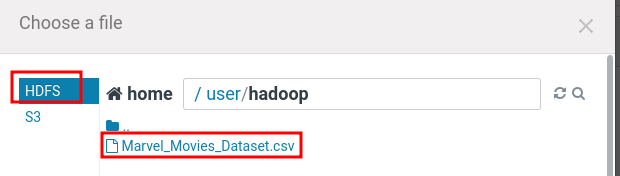 Choose a file
HDFS
S3
home / user/hadoop
..
Marvel_Movies_Dataset.csv